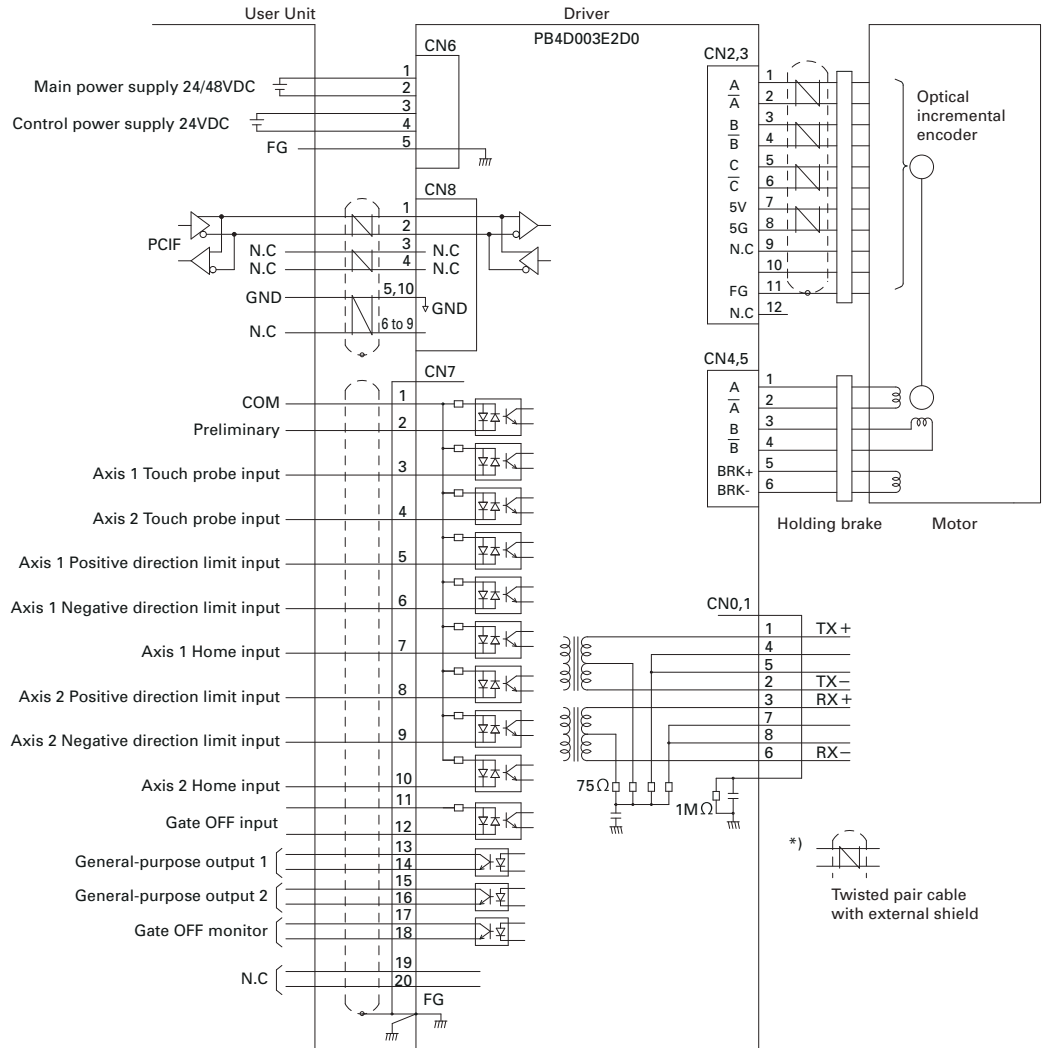 User Unit
Driver
PB4D003E2D0
CN6
1
Main power supply 24/48VDC
2
3
Control power supply 24VDC
4
FG
5
CN8
1
2
PCIF
N.C
3
N.C
N.C
4
N.C
GND
5,10
GND
N.C
6 to 9
CN7
COM
1
Preliminary
2
Axis 1 Touch probe input
3
Axis 2 Touch probe input
4
Axis 1 Positive direction limit input
5
Axis 1 Negative direction limit input
6
Axis 1 Home input
7
Axis 2 Positive direction limit input
8
Axis 2 Negative direction limit input
9
Axis 2 Home input
10
11
Gate OFF input
12
13
General-purpose output 1
14
15
General-purpose output 2
16
17
Gate OFF monitor
18
19
N.C
20
FG
CN2,3
A 1
A 2
B 3
B 4
C 5
C 6
5V 7
5G 8
N.C 9
10
FG 11
N.C 12
Optical
incremental
encoder
CN4,5
A 1
A 2
B 3
B 4
BRK+ 5
BRK- 6
Holding brake
Motor
CN0,1
1 TX+
4
5
2 TX−
3 RX+
7
8
6 RX−
75Ω
1MΩ
*)
Twisted pair cable
with external shield